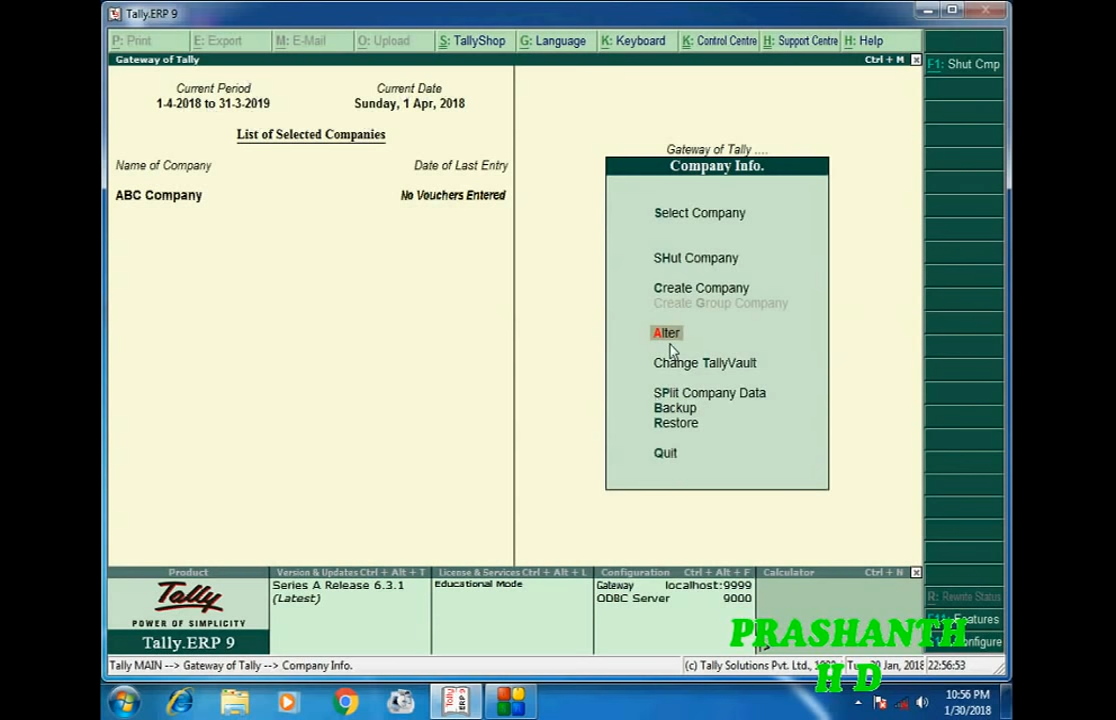 Tally.ERP 9
P: Print E: Export M: E-Mail O: Upload S: TallyShop G: Language K: Keyboard K: Control Centre H: Support Centre H: Help
Gateway of Tally Ctrl + M
F1: Shut Cmp
Current Period Current Date
1-4-2018 to 31-3-2019 Sunday, 1 Apr, 2018
List of Selected Companies
Name of Company Date of Last Entry
ABC Company No Vouchers Entered
Gateway of Tally ....
Company Info.
Select Company
SHut Company
Create Company
Create Group Company
Alter
Change TallyVault
SPlit Company Data
Backup
Restore
Quit
Product Version & Updates Ctrl + Alt + T License & Services Ctrl + Alt + L Configuration Ctrl + Alt + F Calculator Ctrl + N
Tally
POWER OF SIMPLICITY
Tally.ERP 9
Series A Release 6.3.1
(Latest)
Educational Mode
Gateway localhost:9999
ODBC Server 9000
R: Rewrite Status
Features
PRASHANTH
H D
Tally MAIN --> Gateway of Tally --> Company Info. (c) Tally Solutions Pvt. Ltd., 2018 22:56:53
10:56 PM
1/30/2018